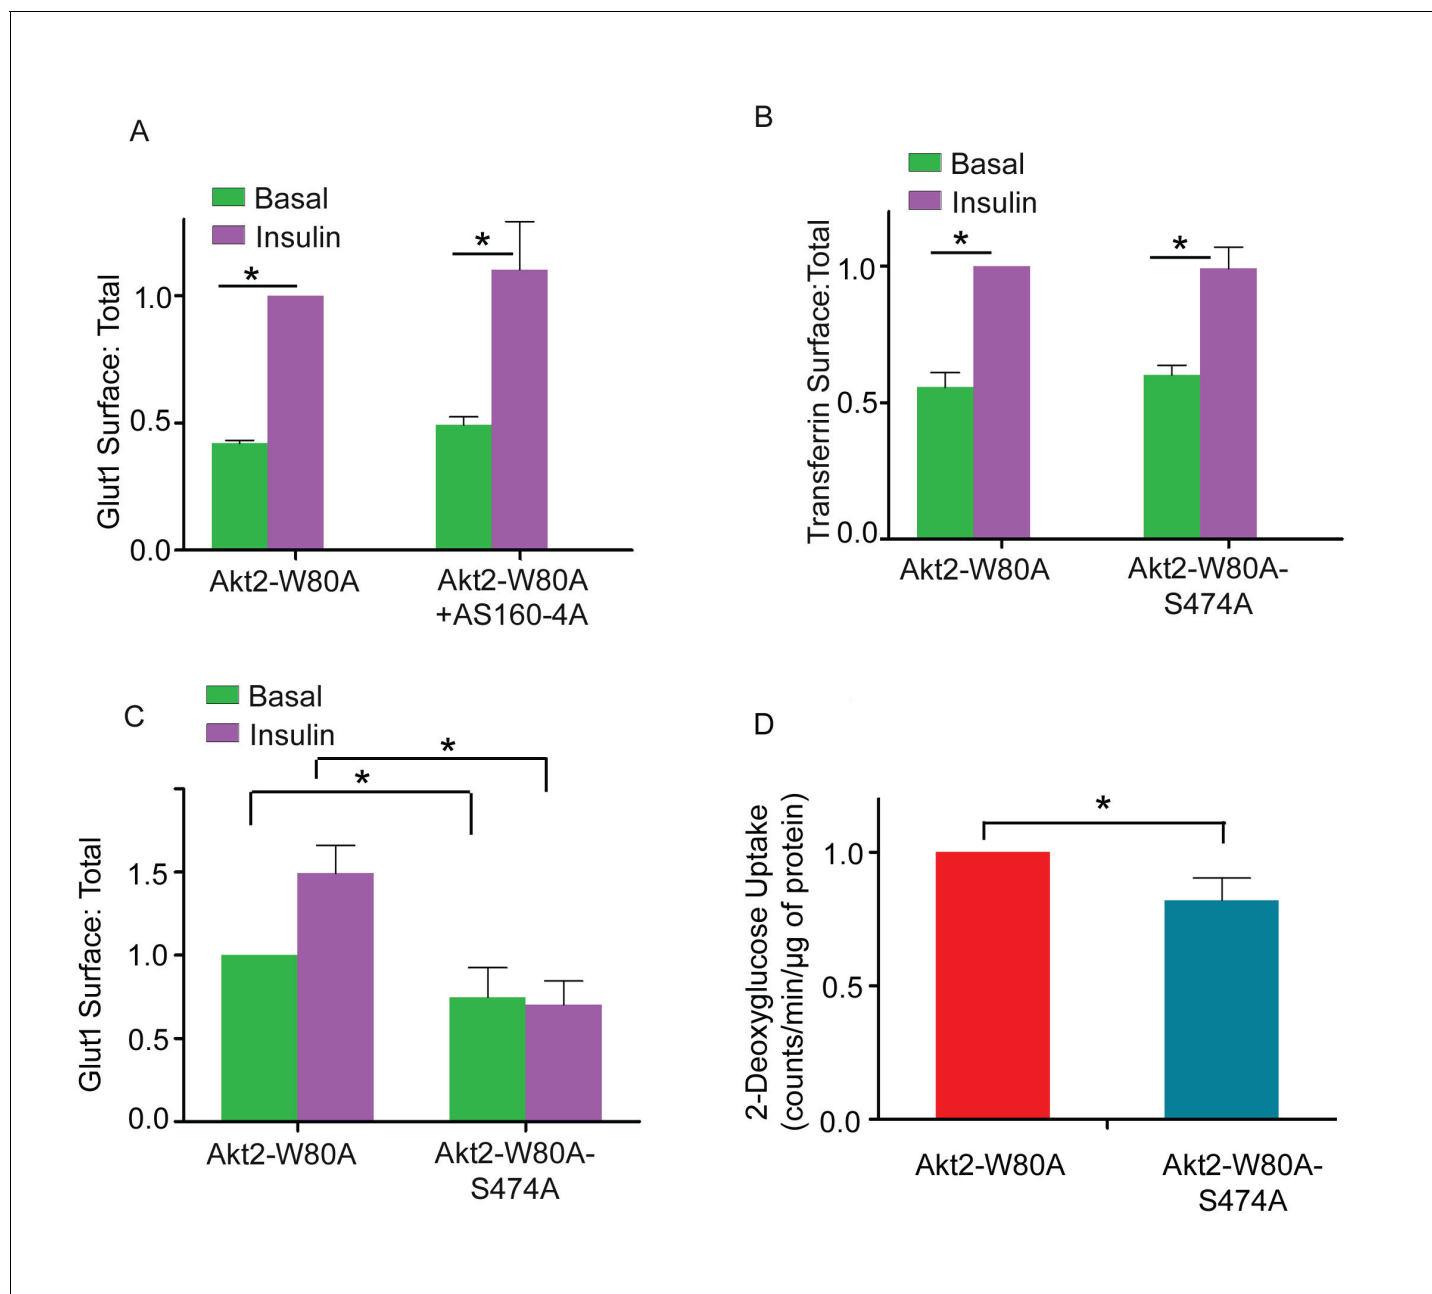 A
Basal
Insulin
*
*
Glut1 Surface: Total
1.0
0.5
0.0
Akt2-W80A
Akt2-W80A
+AS160-4A
B
Basal
Insulin
*
*
Transferrin Surface:Total
1.0
0.5
0.0
Akt2-W80A
Akt2-W80A-
S474A
C
Basal
Insulin
*
*
Glut1 Surface: Total
1.5
1.0
0.5
0.0
Akt2-W80A
Akt2-W80A-
S474A
D
*
2-Deoxyglucose Uptake
(counts/min/µg of protein)
1.0
0.5
0.0
Akt2-W80A
Akt2-W80A-
S474A